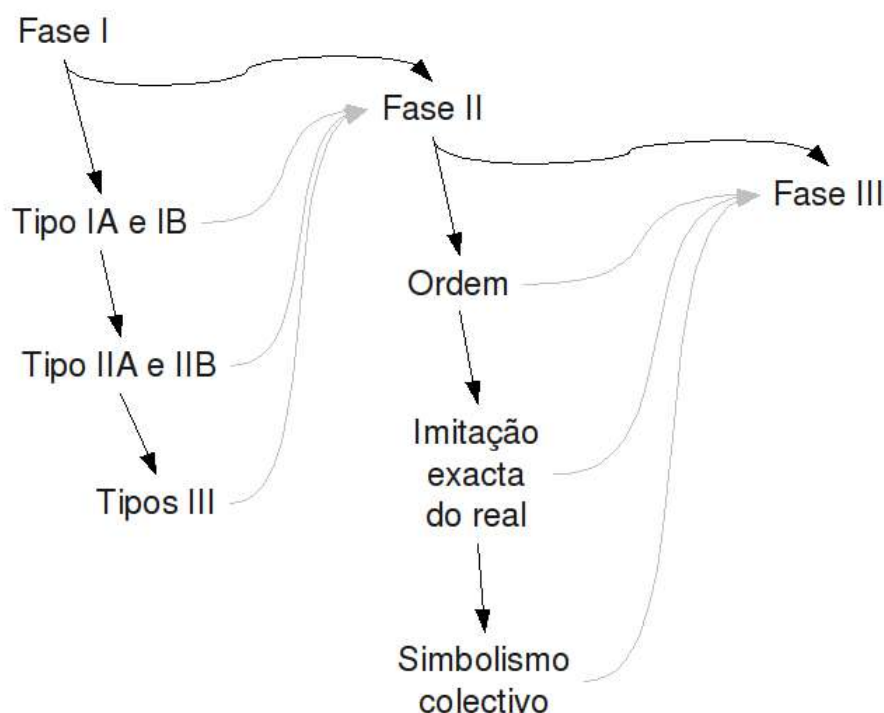 Fase I
Fase II
Fase III
Tipo IA e IB
Ordem
Tipo IIA e IIB
Imitação
exacta
do real
Tipos III
Simbolismo
colectivo